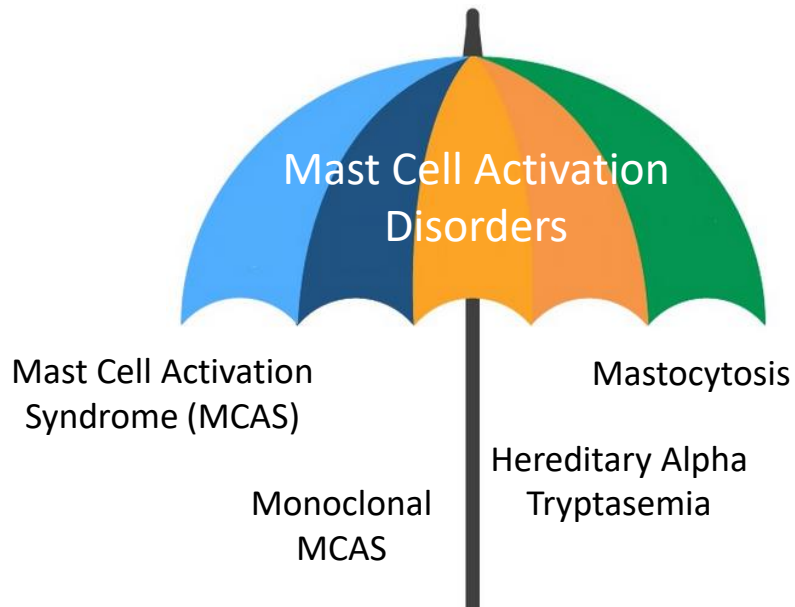 Mast Cell Activation
Disorders
Mast Cell Activation
Syndrome (MCAS)
Mastocytosis
Hereditary Alpha
Tryptasemia
Monoclonal
MCAS